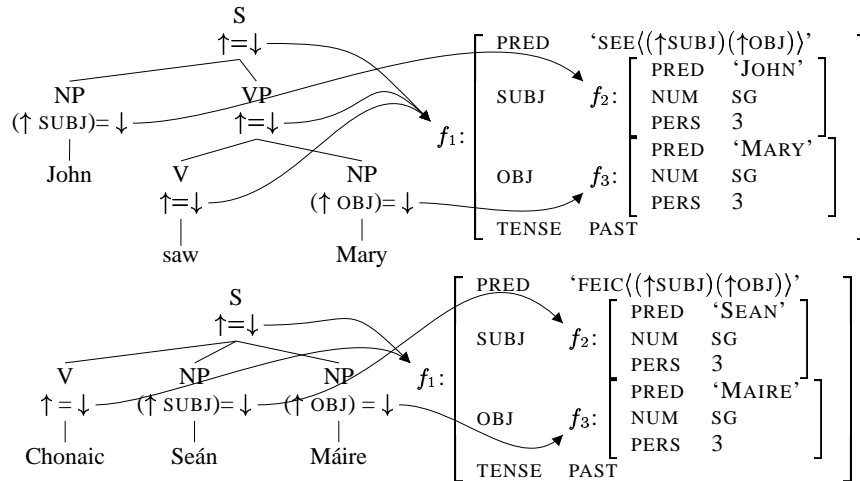 S
↑=↓
NP VP
(↑ SUBJ)= ↓ ↑=↓
John V NP
↑=↓ (↑ OBJ)= ↓
saw Mary
f1:
PRED ‘SEE⟨(↑SUBJ)(↑OBJ)⟩’
SUBJ f2:
PRED ‘JOHN’
NUM SG
PERS 3
OBJ f3:
PRED ‘MARY’
NUM SG
PERS 3
TENSE PAST
S
↑=↓
V NP NP
↑ = ↓ (↑ SUBJ)= ↓ (↑ OBJ) = ↓
Chonaic Seán Máire
f1:
PRED ‘FEIC⟨(↑SUBJ)(↑OBJ)⟩’
SUBJ f2:
PRED ‘SEAN’
NUM SG
PERS 3
OBJ f3:
PRED ‘MAIRE’
NUM SG
PERS 3
TENSE PAST